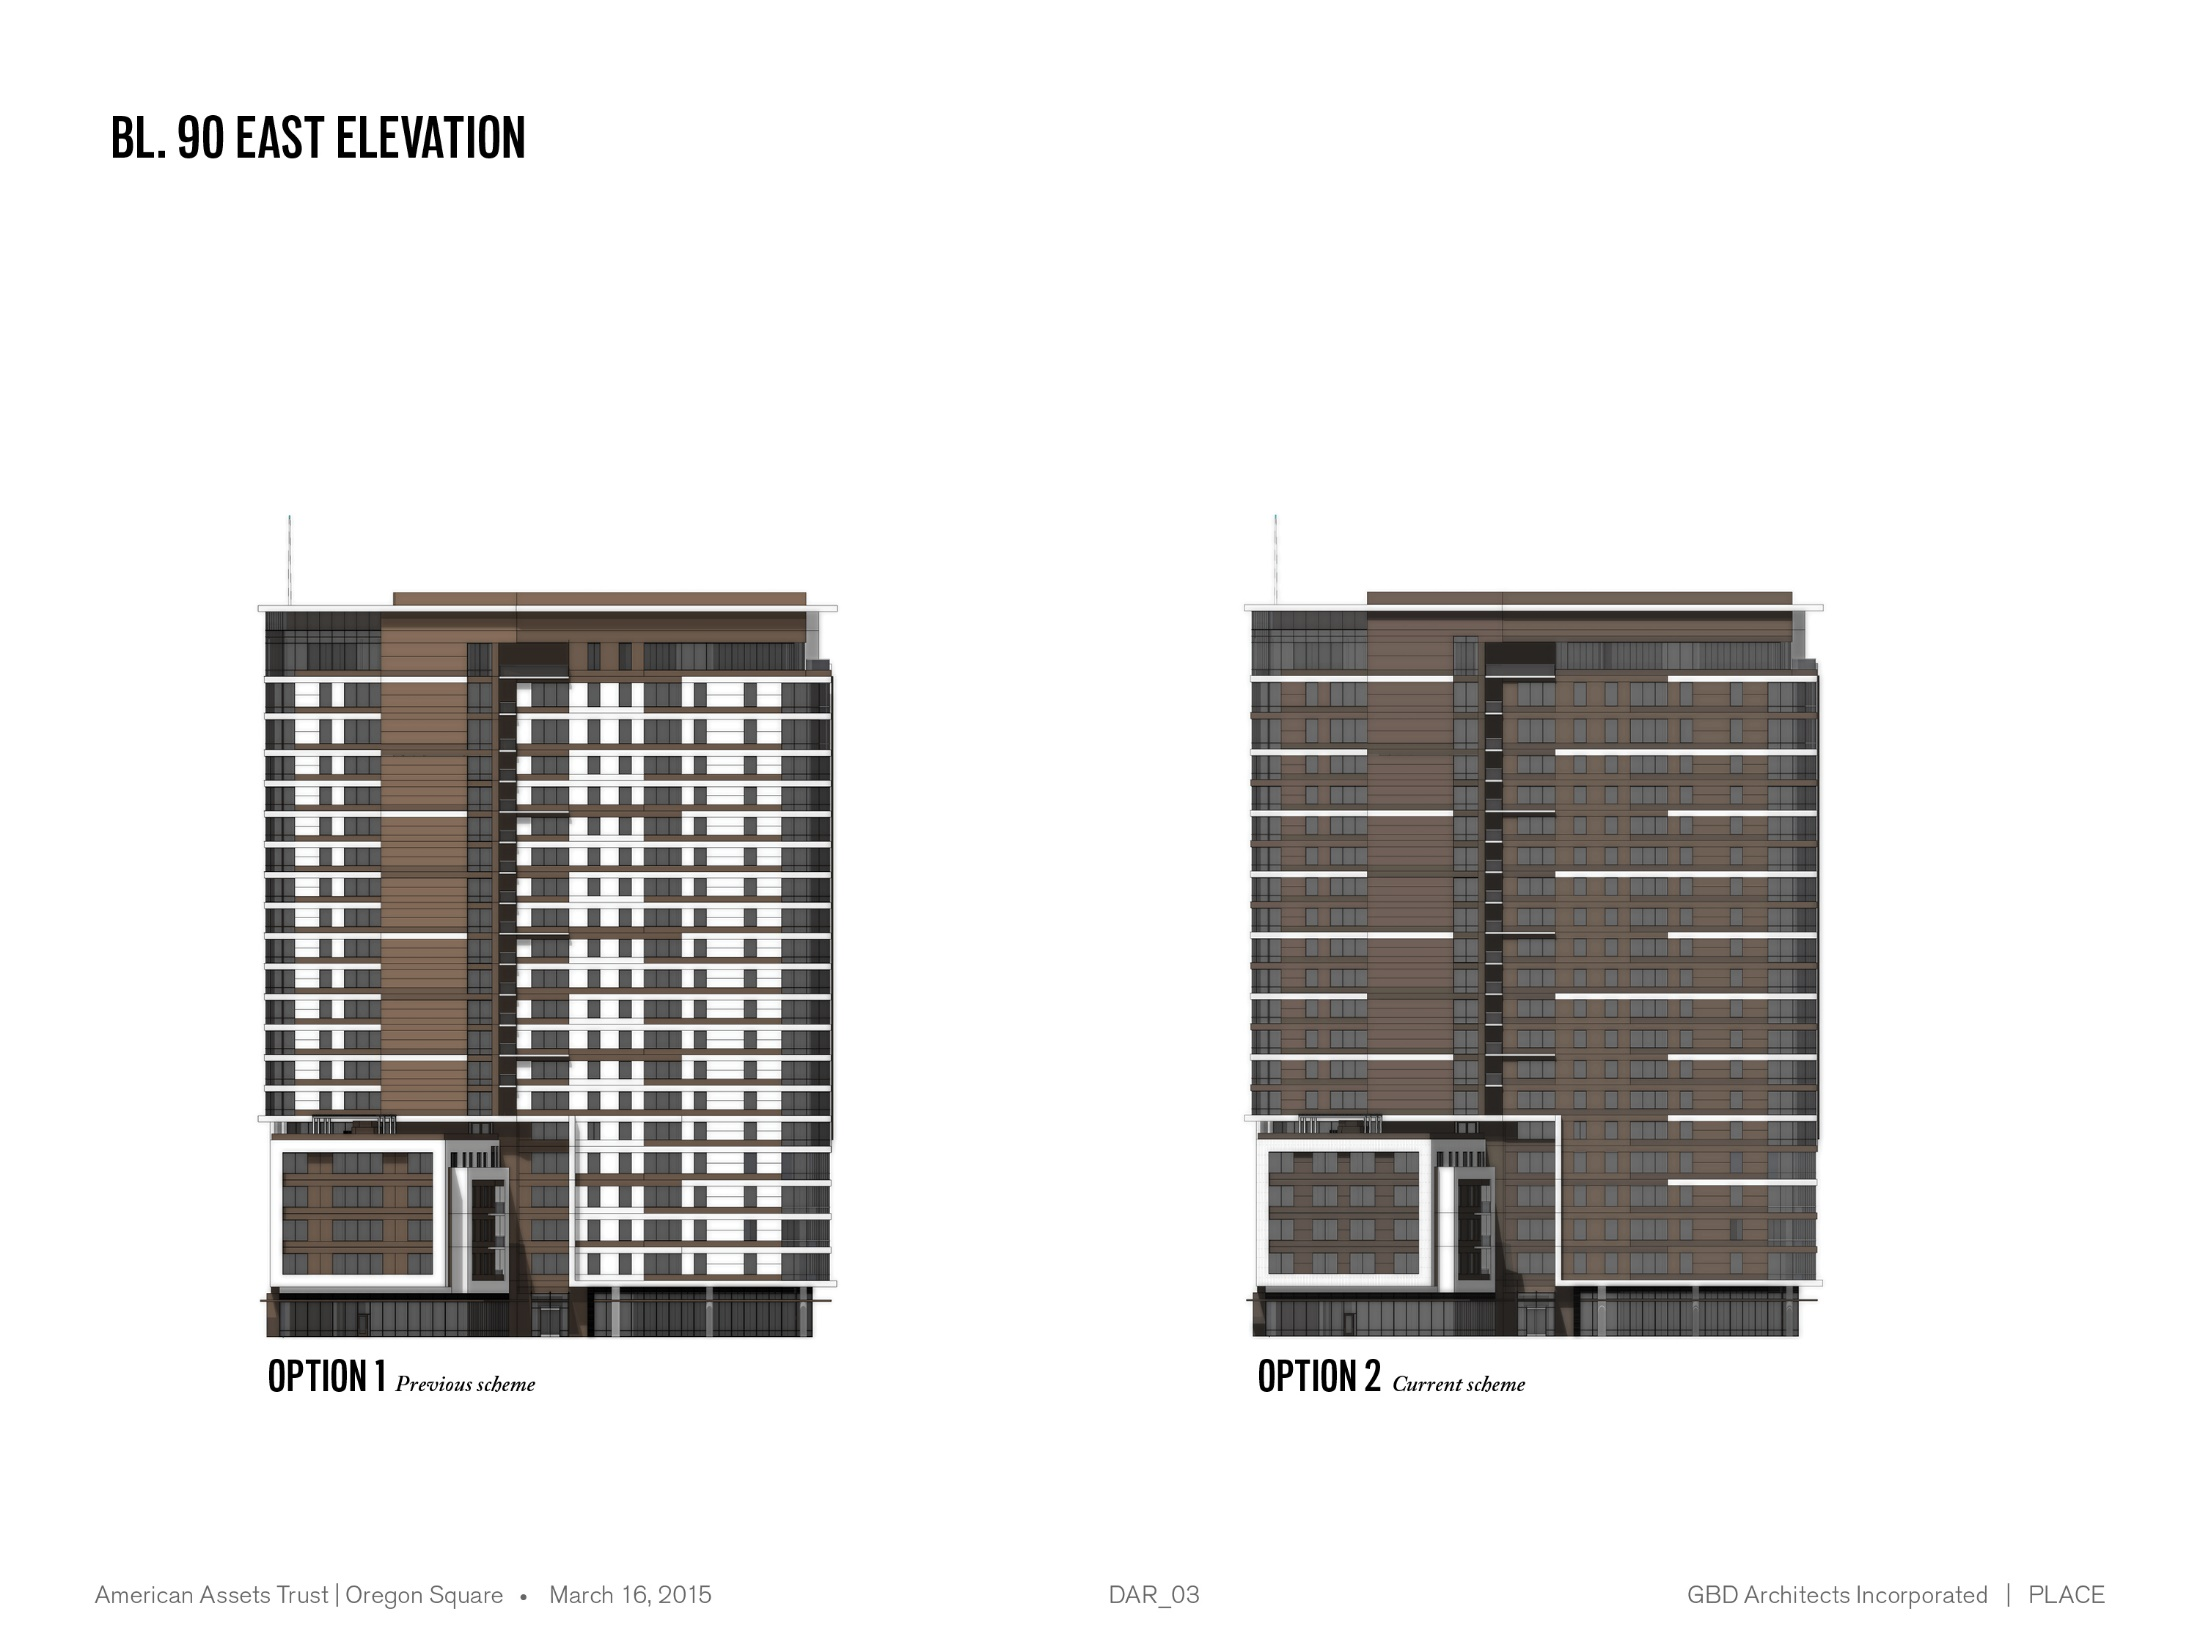 BL. 90 EAST ELEVATION
OPTION 1 Previous scheme
OPTION 2 Current scheme
American Assets Trust | Oregon Square • March 16, 2015
DAR_03
GBD Architects Incorporated | PLACE